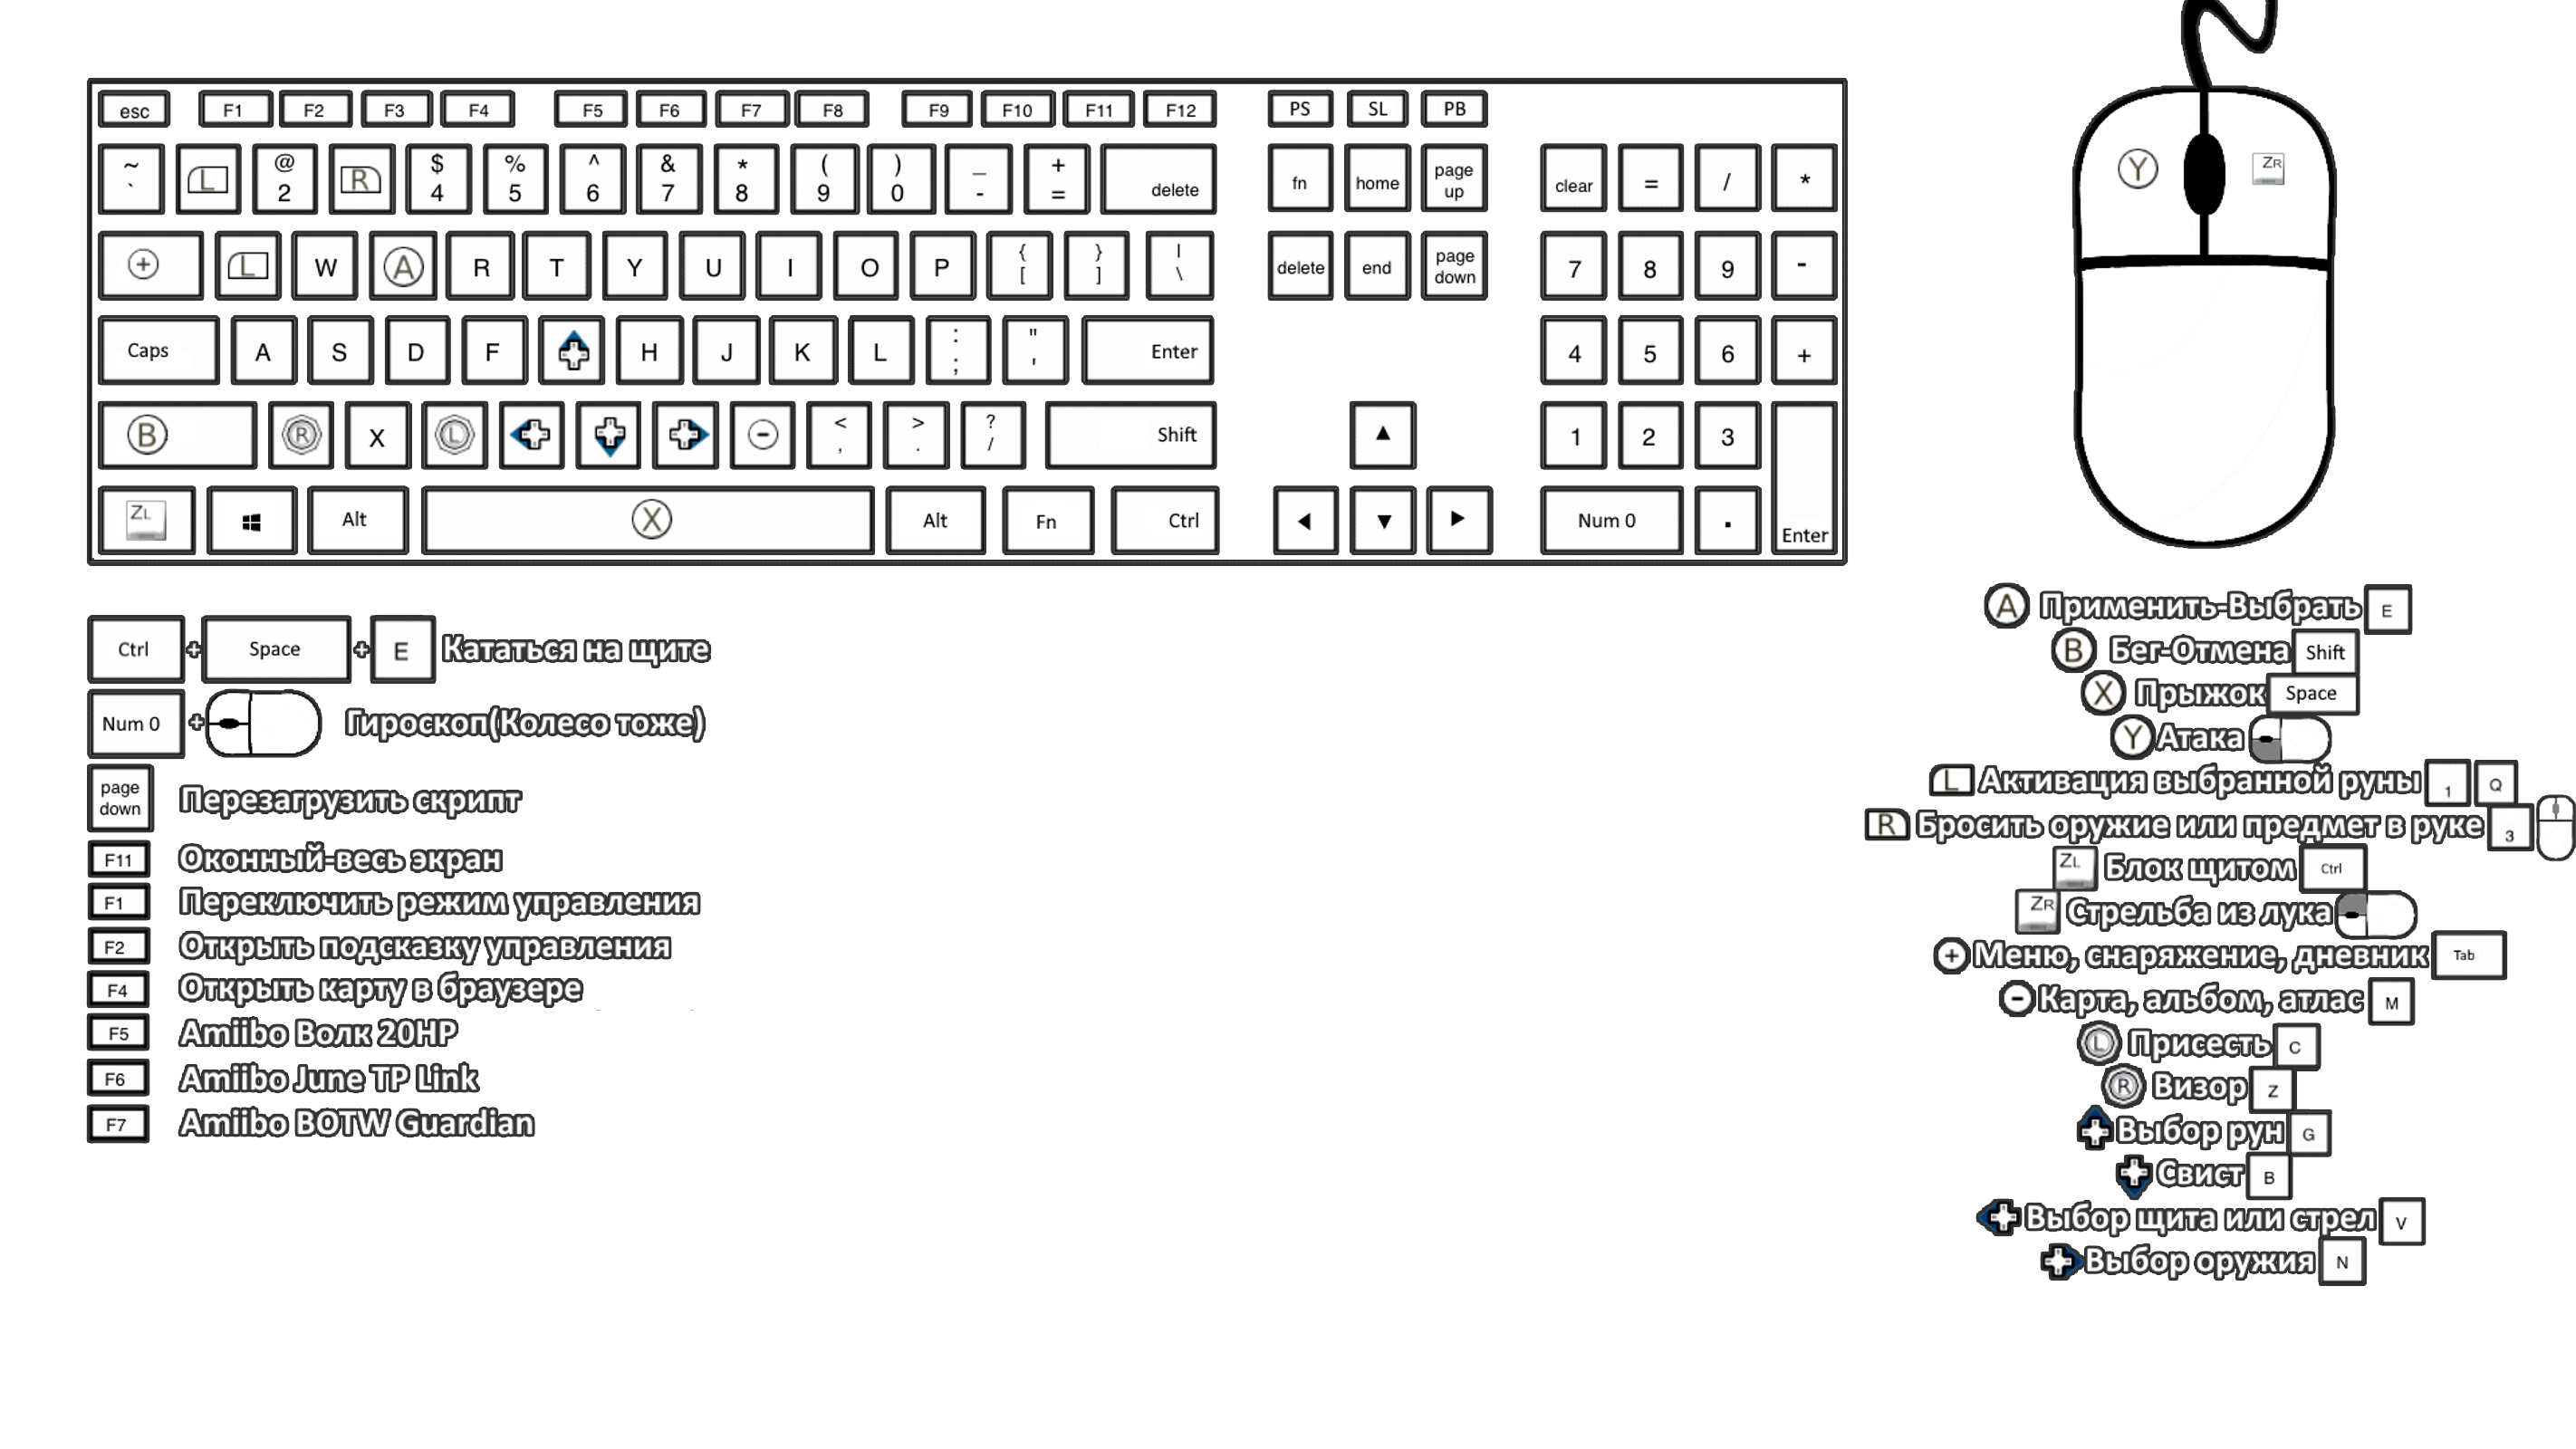 esc F1 F2 F3 F4 F5 F6 F7 F8 F9 F10 F11 F12 PS SL PB
~ ` L @ 2 R $ 4 % 5 ^ 6 & 7 * 8 ( 9 ) 0 _ - + = delete fn home page up clear = / *
+ L W A R T Y U I O P { [ } ] | \ delete end page down 7 8 9 -
Caps A S D F H J K L : ; " ' Enter 4 5 6 +
B R X L - < , > . ? / Shift ▲ 1 2 3 Enter
ZL Alt X Alt Fn Ctrl ◀ ▼ ▶ Num 0 .
Y ZR
Ctrl + Space + E Кататься на щите
Num 0 + Гироскоп(Колесо тоже)
page down Перезагрузить скрипт
F11 Оконный-весь экран
F1 Переключить режим управления
F2 Открыть подсказку управления
F4 Открыть карту в браузере
F5 Amiibo Волк 20HP
F6 Amiibo June TP Link
F7 Amiibo BOTW Guardian
A Применить-Выбрать E
B Бег-Отмена Shift
X Прыжок Space
Y Атака
L Активация выбранной руны 1 Q
R Бросить оружие или предмет в руке 3
ZL Блок щитом Ctrl
ZR Стрельба из лука
+ Меню, снаряжение, дневник Tab
- Карта, альбом, атлас M
L Присесть C
R Визор Z
Выбор рун G
Свист B
Выбор щита или стрел V
Выбор оружия N